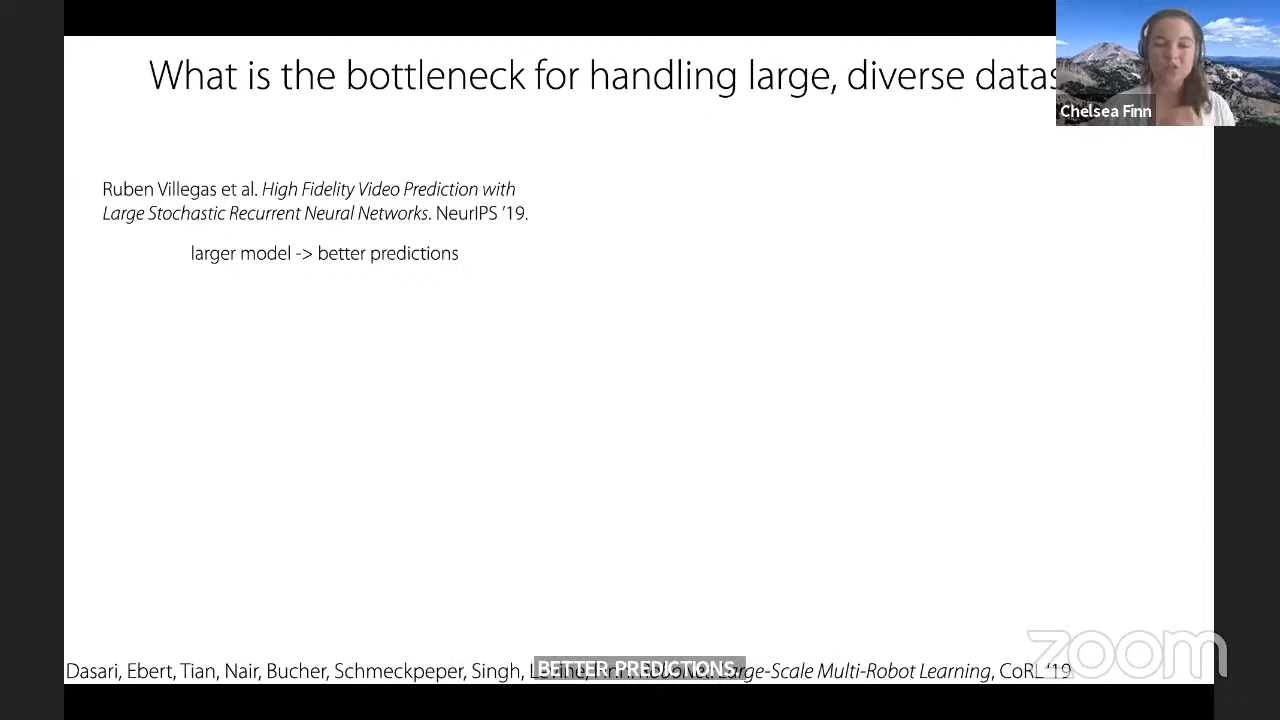 What is the bottleneck for handling large, diverse datas
Chelsea Finn
Ruben Villegas et al. High Fidelity Video Prediction with
Large Stochastic Recurrent Neural Networks. NeurIPS '19.
larger model -> better predictions
zoom
Dasari, Ebert, Tian, Nair, Bucher, Schmeckpeper, Singh, Large-Scale Multi-Robot Learning, CoRL '19
BETTER PREDICTIONS.